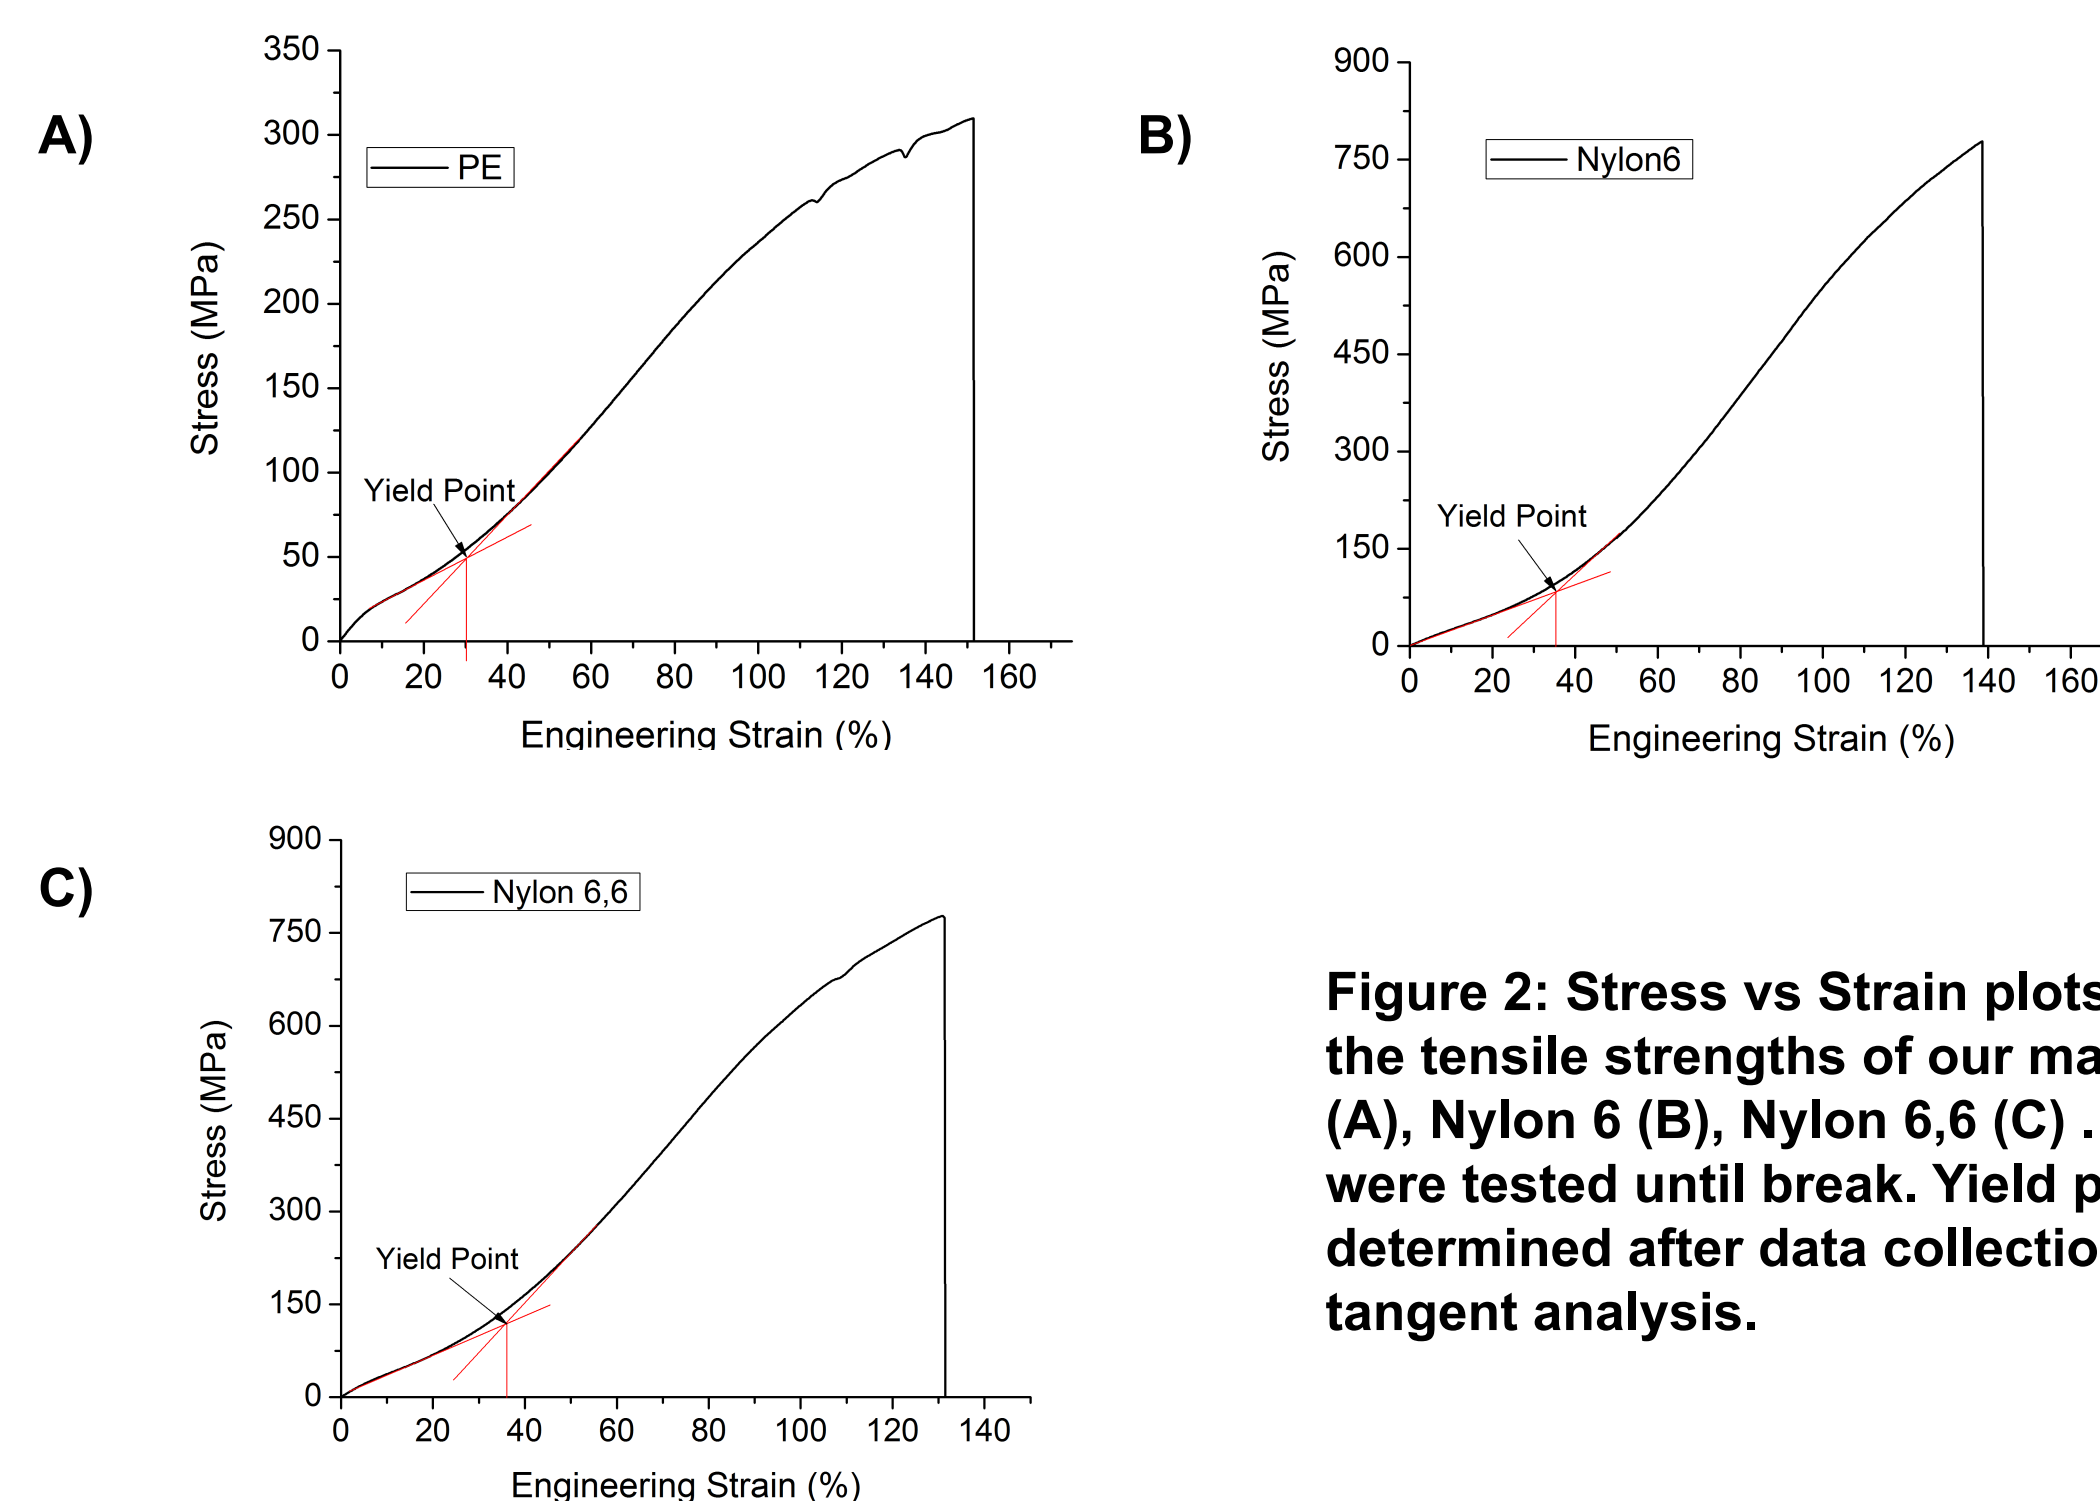 A)
350
300
250
200
150
100
50
0
PE
Yield Point
Stress (MPa)
0 20 40 60 80 100 120 140 160
Engineering Strain (%)
B)
900
750
600
450
300
150
0
Nylon6
Yield Point
Stress (MPa)
0 20 40 60 80 100 120 140 160
Engineering Strain (%)
C)
900
750
600
450
300
150
0
Nylon 6,6
Yield Point
Stress (MPa)
0 20 40 60 80 100 120 140
Engineering Strain (%)
Figure 2: Stress vs Strain plots
the tensile strengths of our ma
(A), Nylon 6 (B), Nylon 6,6 (C) .
were tested until break. Yield p
determined after data collectio
tangent analysis.